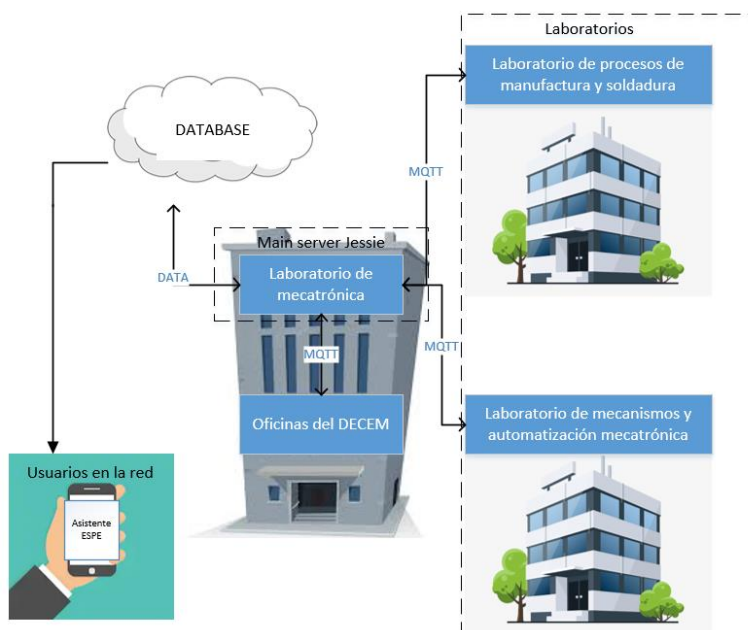 Laboratorios
Laboratorio de procesos de
manufactura y soldadura
DATABASE
MQTT
Main server Jessie
Laboratorio de
mecatrónica
DATA
MQTT
MQTT
Oficinas del DECEM
Laboratorio de mecanismos y
automatización mecatrónica
Usuarios en la red
Asistente
ESPE